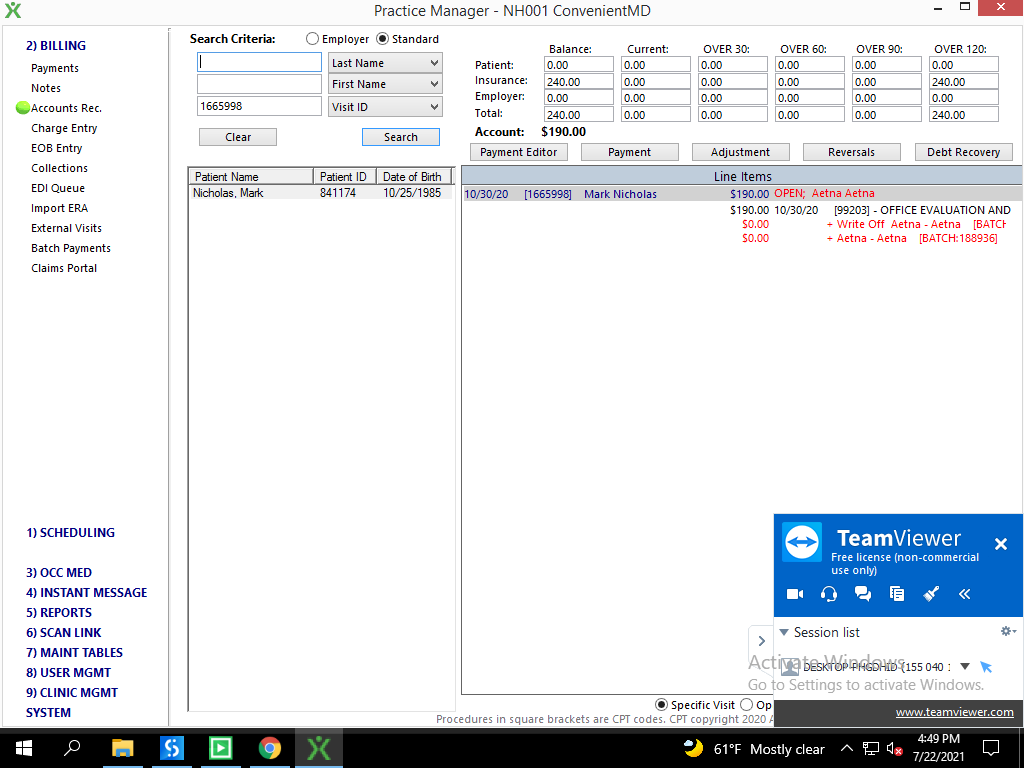 Practice Manager - NH001 ConvenientMD
2) BILLING
Payments
Notes
Accounts Rec.
Charge Entry
EOB Entry
Collections
EDI Queue
Import ERA
External Visits
Batch Payments
Claims Portal
1) SCHEDULING
3) OCC MED
4) INSTANT MESSAGE
5) REPORTS
6) SCAN LINK
7) MAINT TABLES
8) USER MGMT
9) CLINIC MGMT
SYSTEM
Search Criteria: Employer Standard
Last Name
First Name
1665998 Visit ID
Clear Search
Balance: Current: OVER 30: OVER 60: OVER 90: OVER 120:
Patient: 0.00 0.00 0.00 0.00 0.00 0.00
Insurance: 240.00 0.00 0.00 0.00 0.00 240.00
Employer: 0.00 0.00 0.00 0.00 0.00 0.00
Total: 240.00 0.00 0.00 0.00 0.00 240.00
Account: $190.00
Payment Editor Payment Adjustment Reversals Debt Recovery
Patient Name Patient ID Date of Birth
Nicholas, Mark 841174 10/25/1985
Line Items
10/30/20 [1665998] Mark Nicholas $190.00 OPEN; Aetna Aetna
$190.00 10/30/20 [99203] - OFFICE EVALUATION AND
$0.00 + Write Off Aetna - Aetna [BATCH
$0.00 + Aetna - Aetna [BATCH:188936]
TeamViewer
Free license (non-commercial
use only)
Session list
DESKTOP-PHGDHID (155 040 :
Activate Windows
Go to Settings to activate Windows.
www.teamviewer.com
Specific Visit Op
Procedures in square brackets are CPT codes. CPT copyright 2020 A
61°F Mostly clear
4:49 PM
7/22/2021